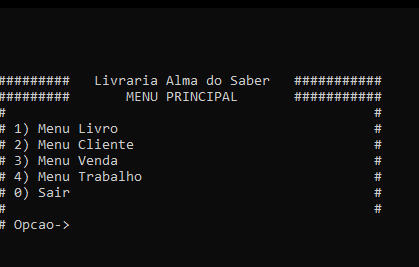 #########   Livraria Alma do Saber   ###########
#########       MENU PRINCIPAL       ###########
#                                              #
# 1) Menu Livro                                #
# 2) Menu Cliente                              #
# 3) Menu Venda                                #
# 4) Menu Trabalho                             #
# 0) Sair                                      #
#                                              #
# Opcao->